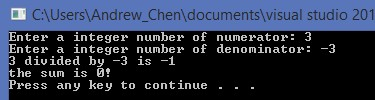 C:\Users\Andrew_Chen\documents\visual studio 201
Enter a integer number of numerator: 3
Enter a integer number of denominator: -3
3 divided by -3 is -1
the sum is 0!
Press any key to continue . . .